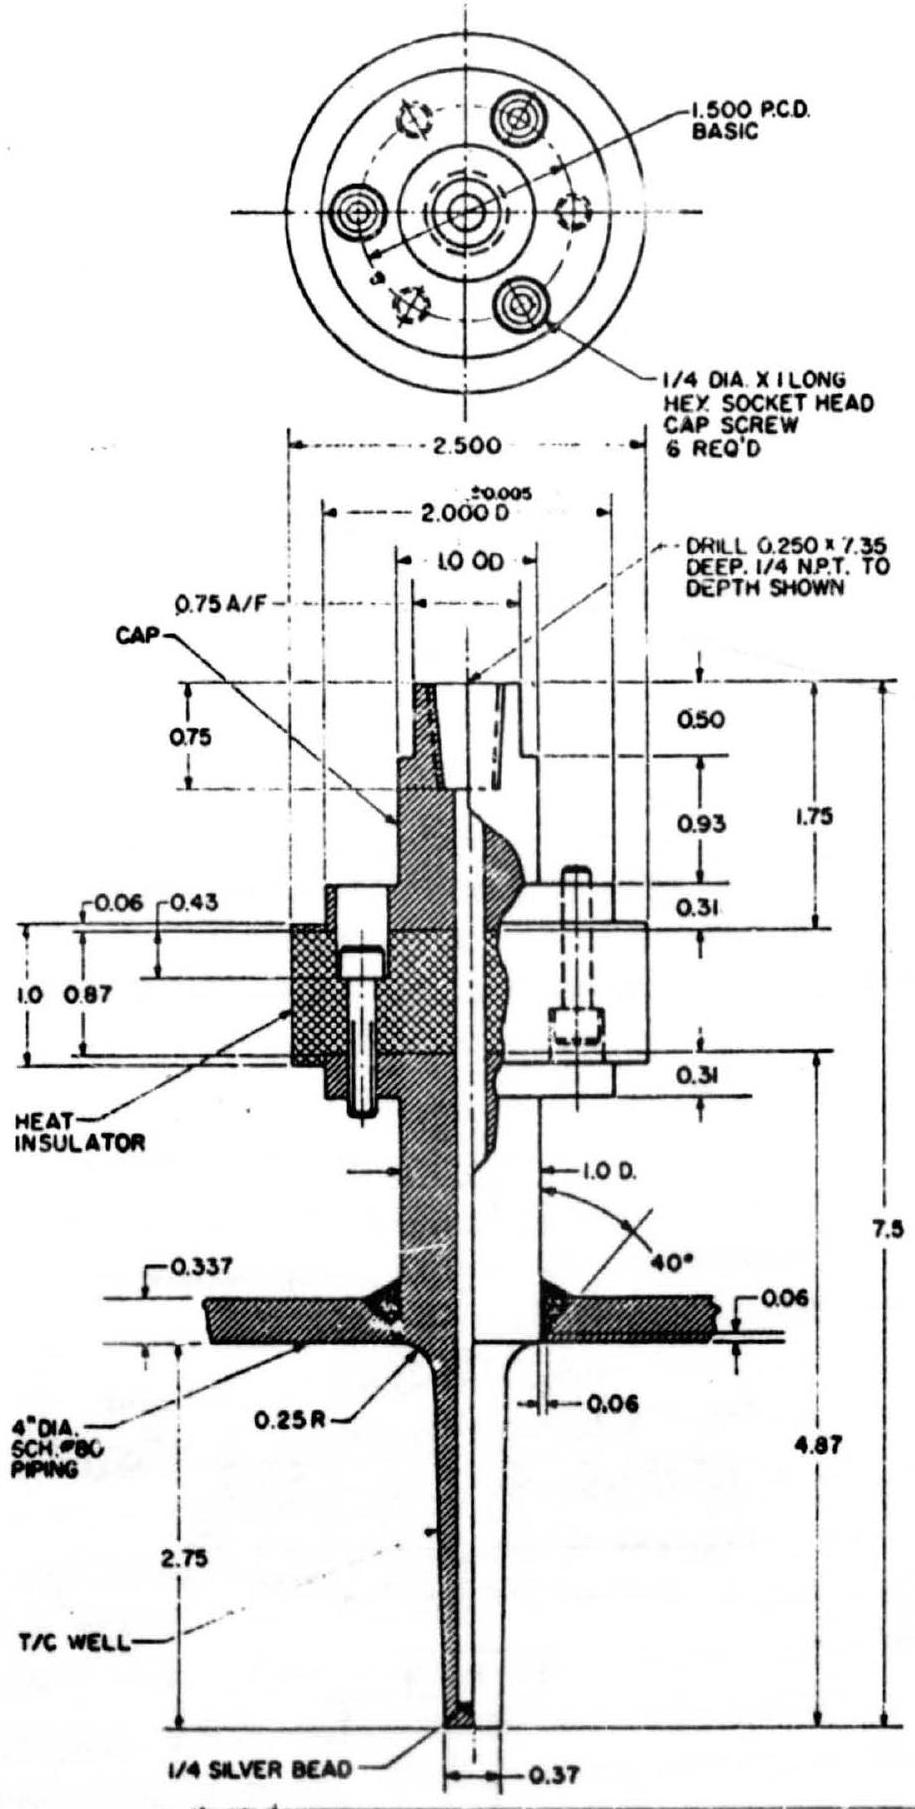 1.500 P.C.D.
BASIC
1/4 DIA. X 1 LONG
HEX. SOCKET HEAD
CAP SCREW
6 REQ'D
2.500
±0.005
2.000 D
1.0 OD
DRILL 0.250 x 7.35
DEEP. 1/4 N.P.T. TO
DEPTH SHOWN
0.75 A/F
CAP
0.75
0.50
0.93
1.75
0.06
0.43
0.31
1.0
0.87
0.31
HEAT
INSULATOR
1.0 D.
7.5
40°
0.337
0.06
0.25 R
0.06
4" DIA.
SCH. #80
PIPING
4.87
2.75
T/C WELL
1/4 SILVER BEAD
0.37